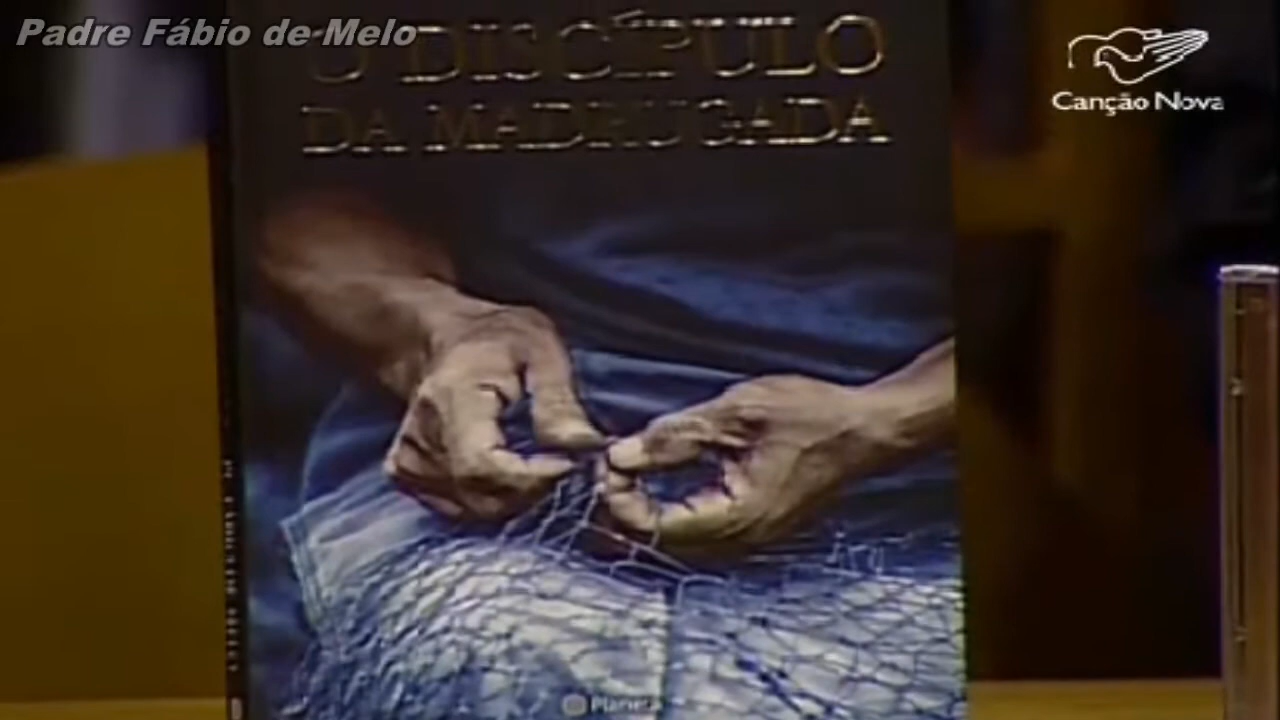 Padre Fábio de Melo
O DISCÍPULO
DA MADRUGADA
Canção Nova
Planeta